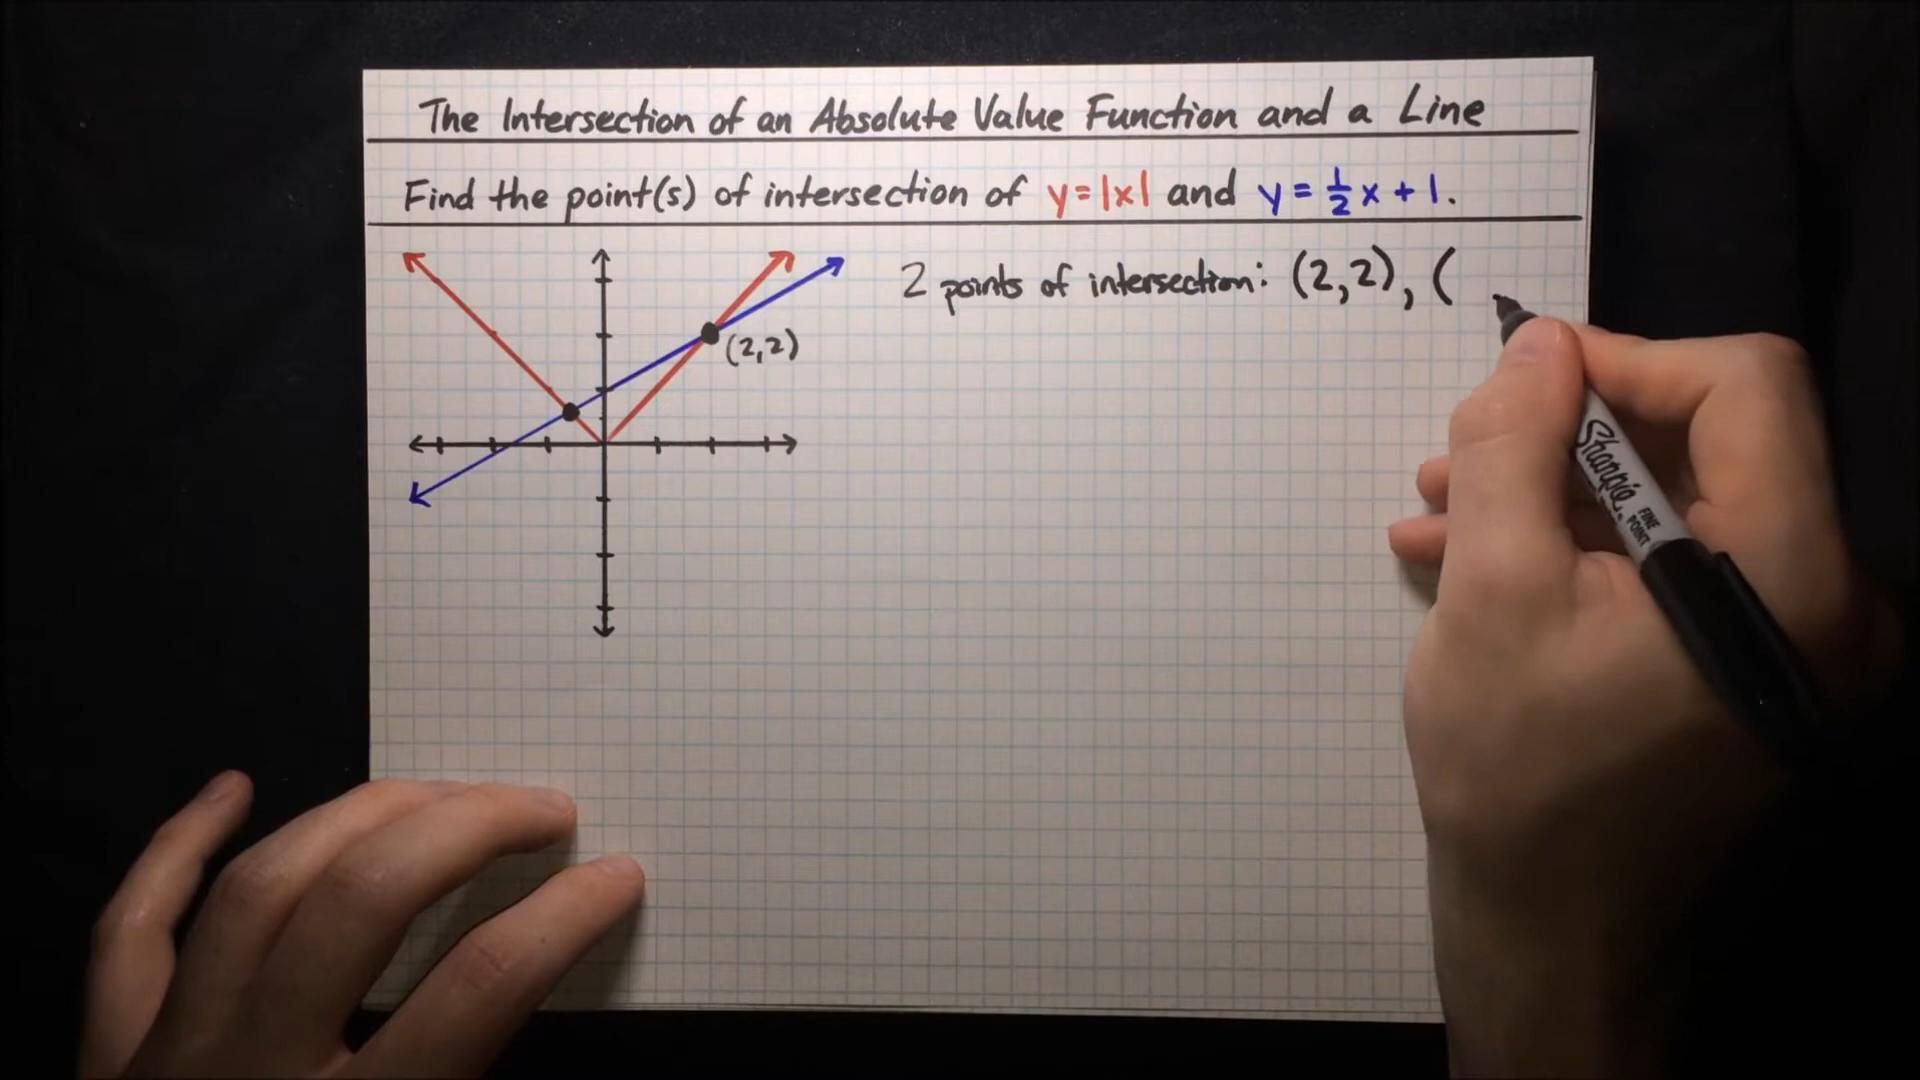 The Intersection of an Absolute Value Function and a Line
Find the point(s) of intersection of y=|x| and y=½x+1.
2 points of intersection: (2,2), (
(2,2)
Sharpie.
FINE
POINT